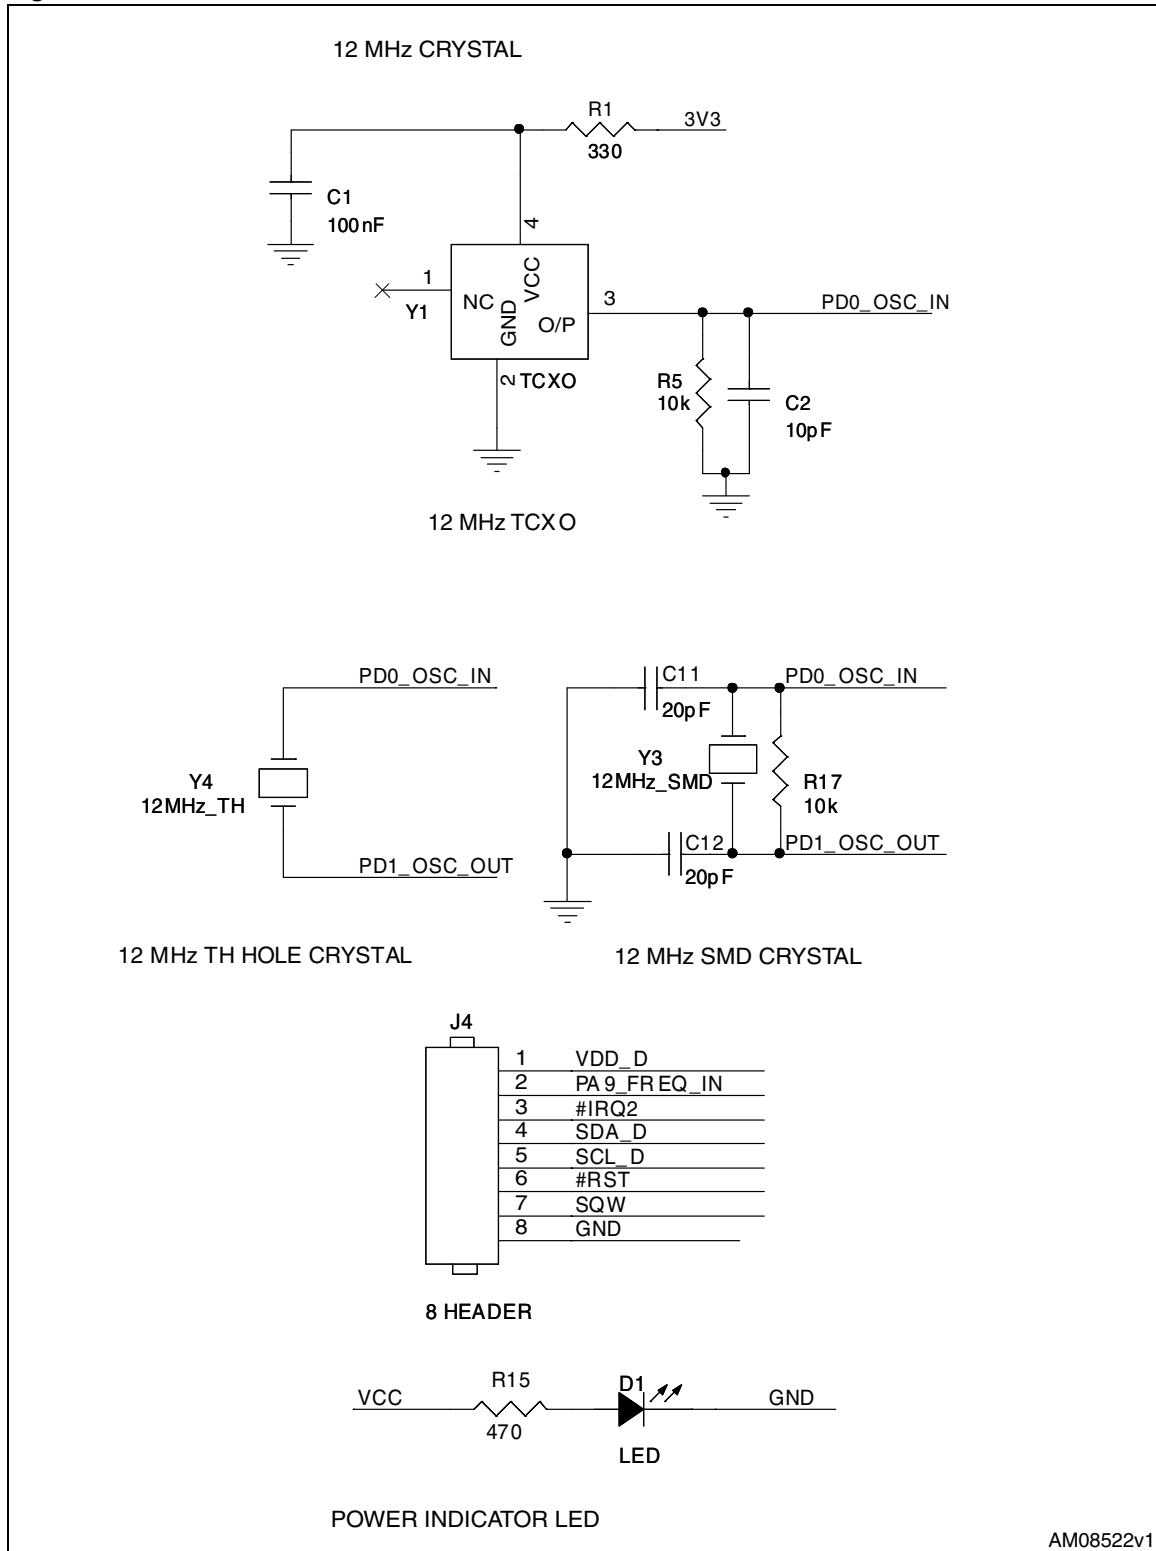 12 MHz CRYSTAL
R1
3V3
330
C1
100nF
4
1
NC
VCC
GND
O/P
3
PD0_OSC_IN
Y1
2
TCXO
R5
10k
C2
10pF
12 MHz TCXO
PD0_OSC_IN
C11
PD0_OSC_IN
20pF
Y4
12MHz_TH
Y3
12MHz_SMD
R17
10k
PD1_OSC_OUT
C12
PD1_OSC_OUT
20pF
12 MHz TH HOLE CRYSTAL
12 MHz SMD CRYSTAL
J4
1 VDD_D
2 PA9_FREQ_IN
3 #IRQ2
4 SDA_D
5 SCL_D
6 #RST
7 SQW
8 GND
8 HEADER
R15
D1
VCC
GND
470
LED
POWER INDICATOR LED
AM08522v1